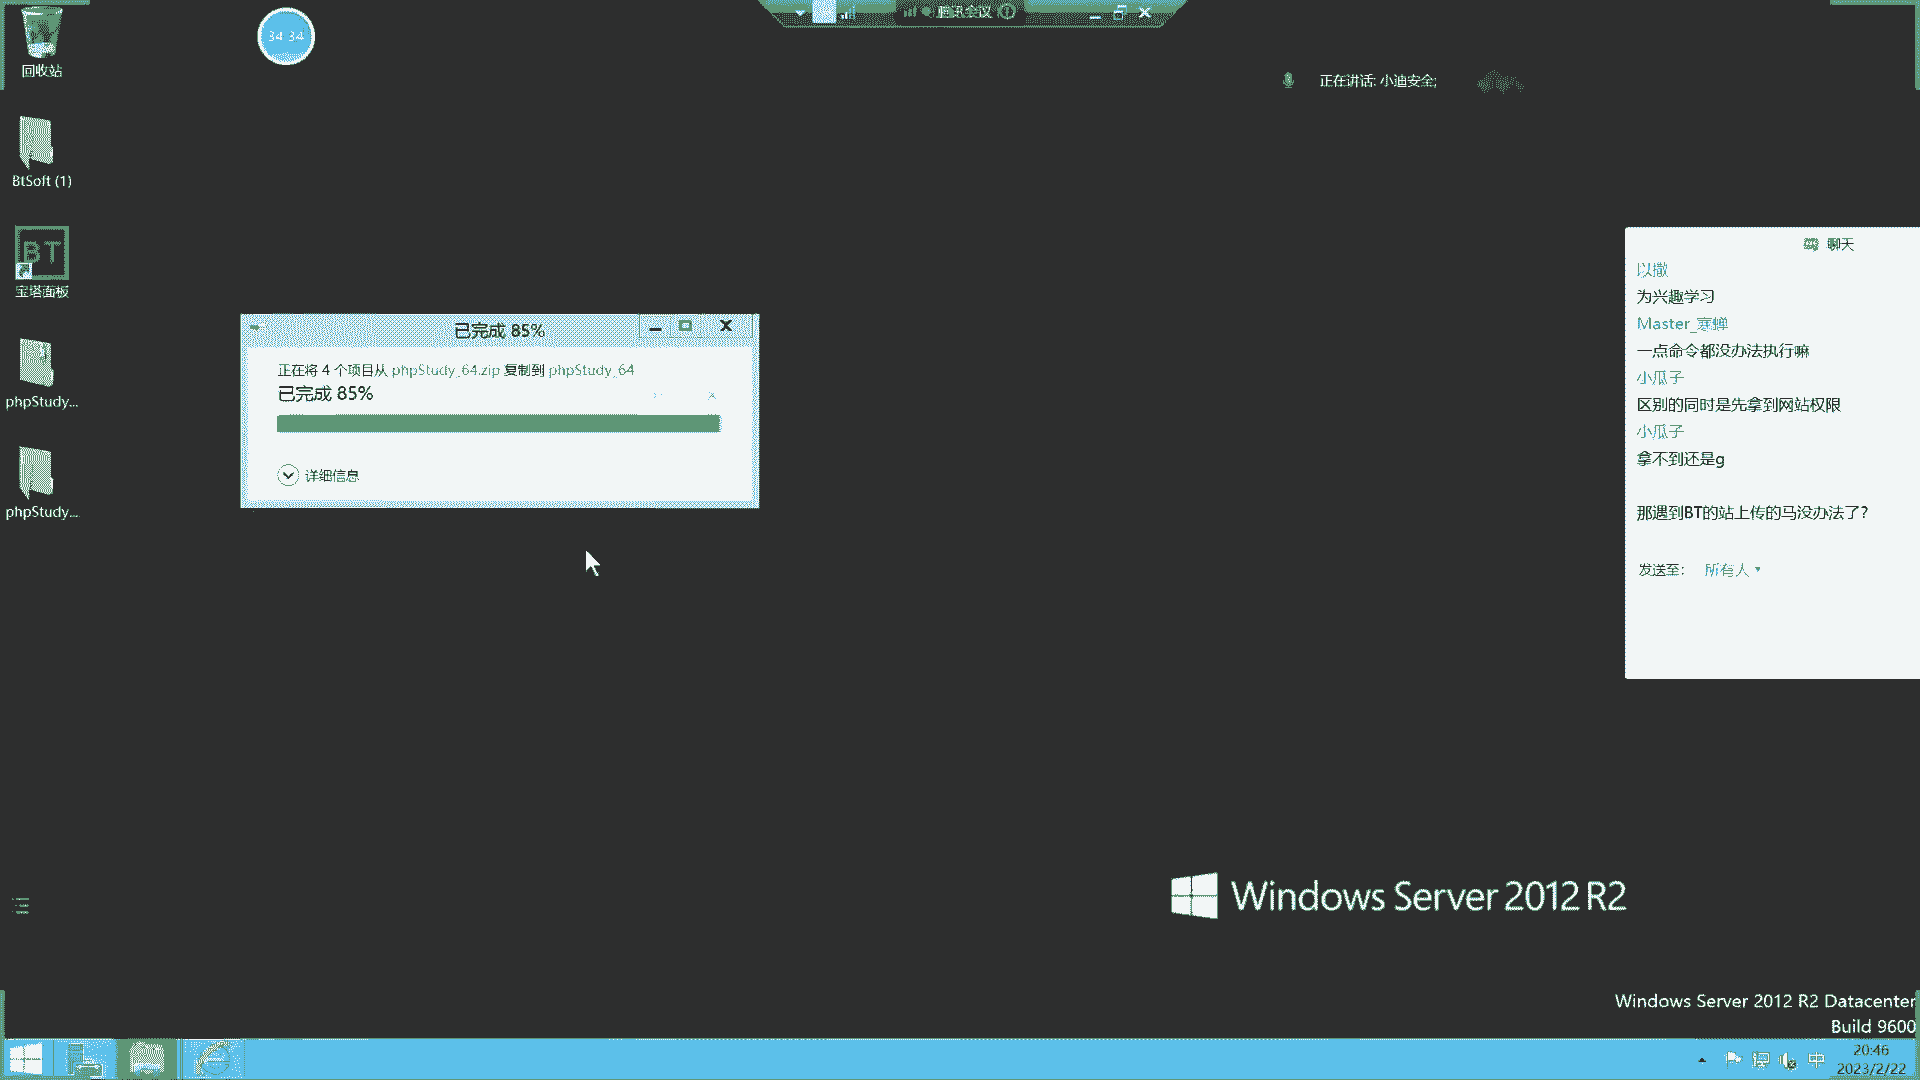 回收站
34 34
腾讯会议
正在讲话: 小迪安全;
BtSoft (1)
BT
宝塔面板
phpStudy...
phpStudy...
已完成 85%
正在将 4 个项目从 phpStudy_64.zip 复制到 phpStudy_64
已完成 85%
详细信息
聊天
以撒
为兴趣学习
Master_寒蝉
一点命令都没办法执行嘛
小瓜子
区别的同时是先拿到网站权限
小瓜子
拿不到还是g
那遇到BT的站上传的马没办法了?
发送至: 所有人
Windows Server 2012 R2
Windows Server 2012 R2 Datacenter
Build 9600
中
20:46
2023/2/22